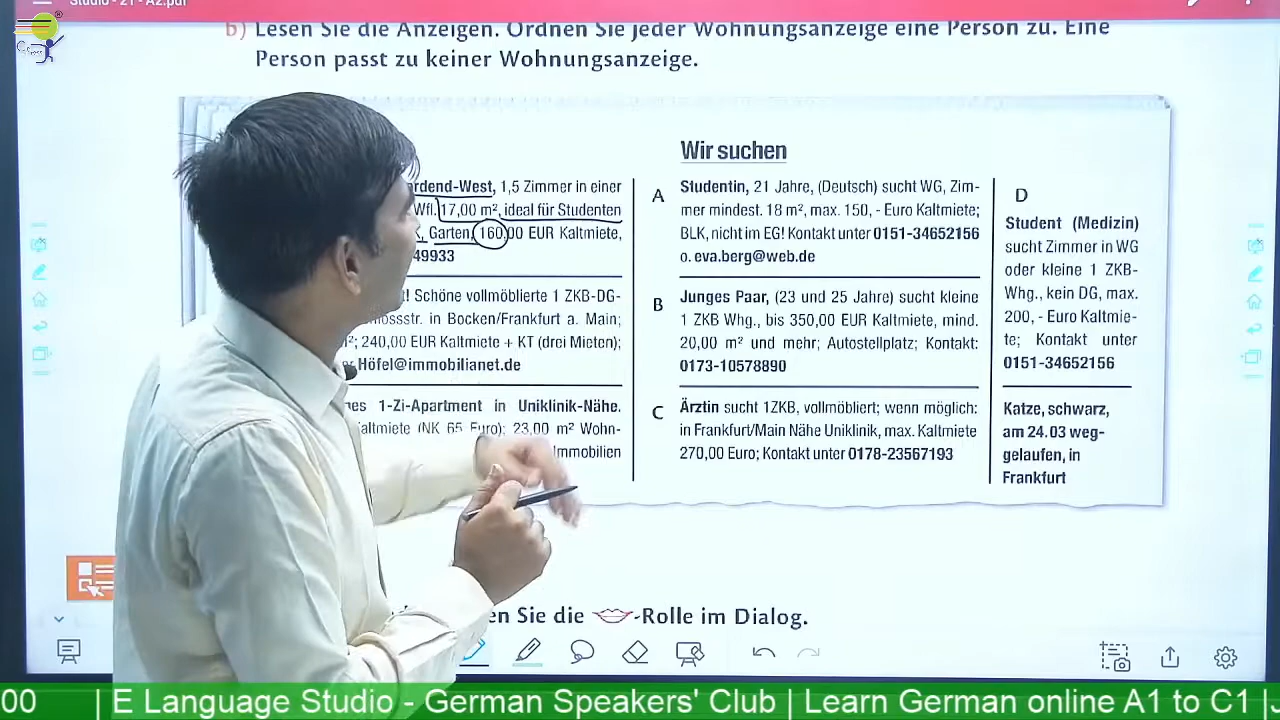 Studio - 21 - A2.pdf
b) Lesen Sie die Anzeigen. Ordnen Sie jeder Wohnungsanzeige eine Person zu. Eine
Person passt zu keiner Wohnungsanzeige.
rdend-West, 1,5 Zimmer in einer
Wfl. 17,00 m², ideal für Studenten
Garten, 160,00 EUR Kaltmiete,
49933
t! Schöne vollmöblierte 1 ZKB-DG-
lossstr. in Bocken/Frankfurt a. Main;
m²; 240,00 EUR Kaltmiete + KT (drei Mieten);
Höfel@immobilianet.de
nes 1-Zi-Apartment in Uniklinik-Nähe.
altmiete (NK 65 Euro); 23,00 m² Wohn-
Immobilien
Wir suchen
A
Studentin, 21 Jahre, (Deutsch) sucht WG, Zim-
mer mindest. 18 m², max. 150, - Euro Kaltmiete;
BLK, nicht im EG! Kontakt unter 0151-34652156
o. eva.berg@web.de
B
Junges Paar, (23 und 25 Jahre) sucht kleine
1 ZKB Whg., bis 350,00 EUR Kaltmiete, mind.
20,00 m² und mehr; Autostellplatz; Kontakt:
0173-10578890
C
Ärztin sucht 1ZKB, vollmöbliert; wenn möglich:
in Frankfurt/Main Nähe Uniklinik, max. Kaltmiete
270,00 Euro; Kontakt unter 0178-23567193
D
Student (Medizin)
sucht Zimmer in WG
oder kleine 1 ZKB-
Whg., kein DG, max.
200, - Euro Kaltmie-
te; Kontakt unter
0151-34652156
Katze, schwarz,
am 24.03 weg-
gelaufen, in
Frankfurt
en Sie die -Rolle im Dialog.
00 | E Language Studio - German Speakers' Club | Learn German online A1 to C1 |J